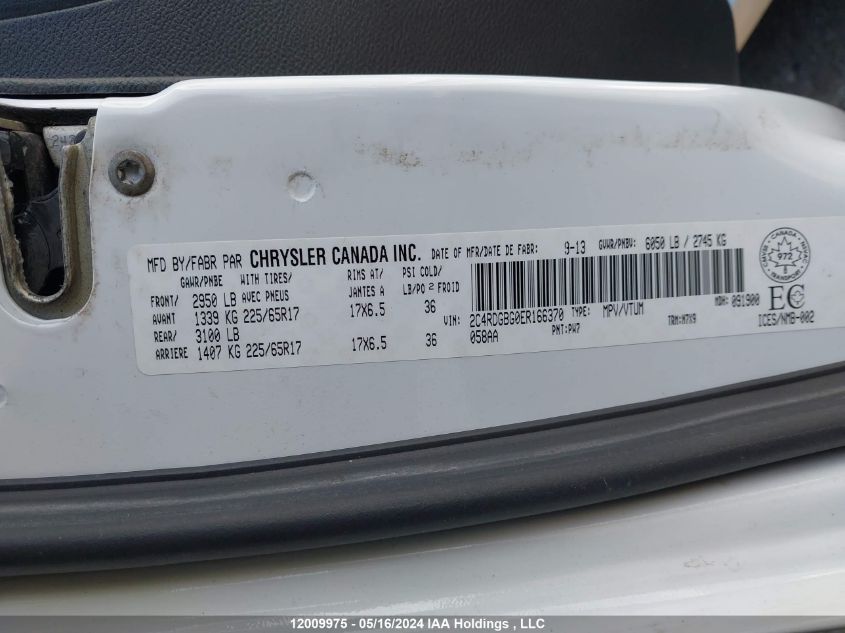 MFD BY/FABR PAR CHRYSLER CANADA INC. DATE OF MFR/DATE DE FABR: 9-13 GVWR/PNBV: 6050 LB / 2745 KG
GAWR/PNBE WITH TIRES/ RIMS AT/ PSI COLD/
FRONT/ 2950 LB AVEC PNEUS JANTES A LB/PO² FROID
AVANT 1339 KG 225/65R17 17X6.5 36
REAR/ 3100 LB
ARRIERE 1407 KG 225/65R17 17X6.5 36
VIN: 2C4RDGBG0ER166370 TYPE: MPV/VTUM MDH: 091900
058AA PNT:PW7 TRM:M7X9
CANADA
972
TRANSPORT
EC
ICES/NMB-002
12009975 - 05/16/2024 IAA Holdings, LLC